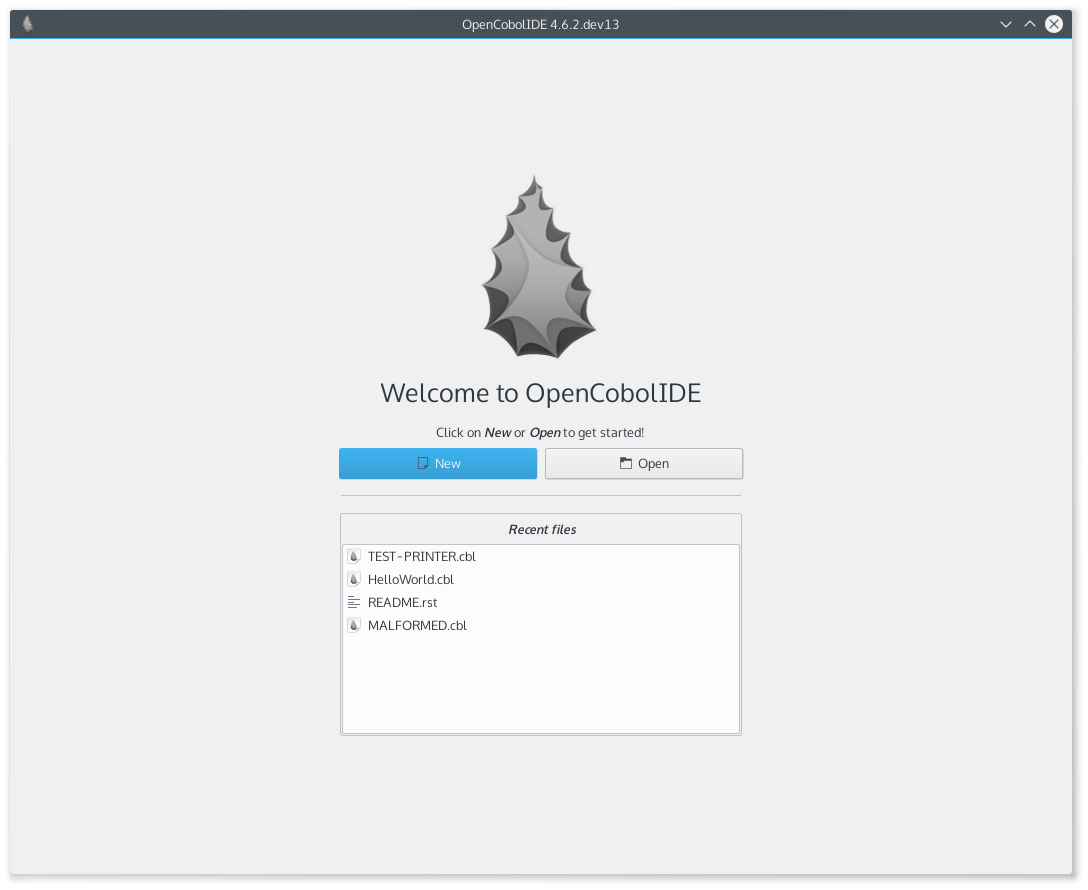 OpenCobolIDE 4.6.2.dev13
Welcome to OpenCobolIDE
Click on New or Open to get started!
New
Open
Recent files
TEST-PRINTER.cbl
HelloWorld.cbl
README.rst
MALFORMED.cbl